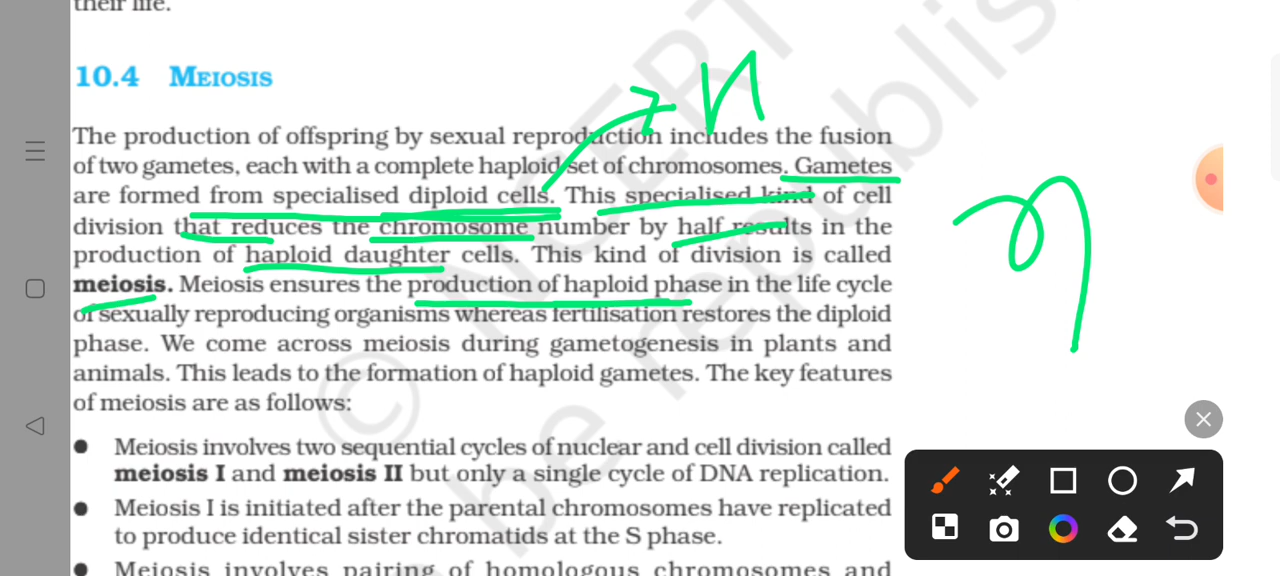 their life.
10.4 MEIOSIS
The production of offspring by sexual reproduction includes the fusion
of two gametes, each with a complete haploid set of chromosomes. Gametes
are formed from specialised diploid cells. This specialised kind of cell
division that reduces the chromosome number by half results in the
production of haploid daughter cells. This kind of division is called
meiosis. Meiosis ensures the production of haploid phase in the life cycle
of sexually reproducing organisms whereas fertilisation restores the diploid
phase. We come across meiosis during gametogenesis in plants and
animals. This leads to the formation of haploid gametes. The key features
of meiosis are as follows:
● Meiosis involves two sequential cycles of nuclear and cell division called
meiosis I and meiosis II but only a single cycle of DNA replication.
● Meiosis I is initiated after the parental chromosomes have replicated
to produce identical sister chromatids at the S phase.
● Meiosis involves pairing of homologous chromosomes and
n
© NCERT
be republis